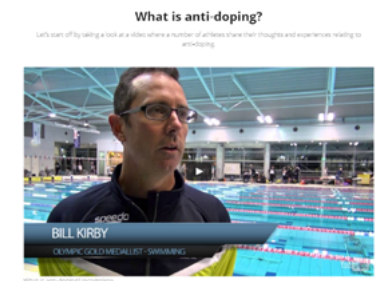 What is anti-doping?
Let's start off by taking a look at a video where a number of athletes share their thoughts and experiences relating to
anti-doping.
speedo
BILL KIRBY
OLYMPIC GOLD MEDALLIST - SWIMMING